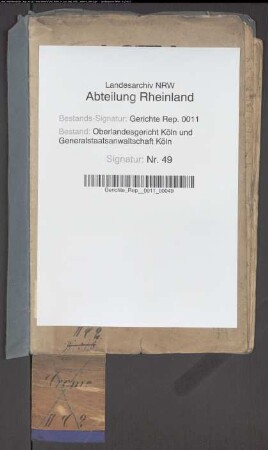 Landesarchiv NRW
Abteilung Rheinland
Bestands-Signatur: Gerichte Rep. 0011
Bestand: Oberlandesgericht Köln und
Generalstaatsanwaltschaft Köln
Signatur: Nr. 49
Gerichte_Rep._0011_00049